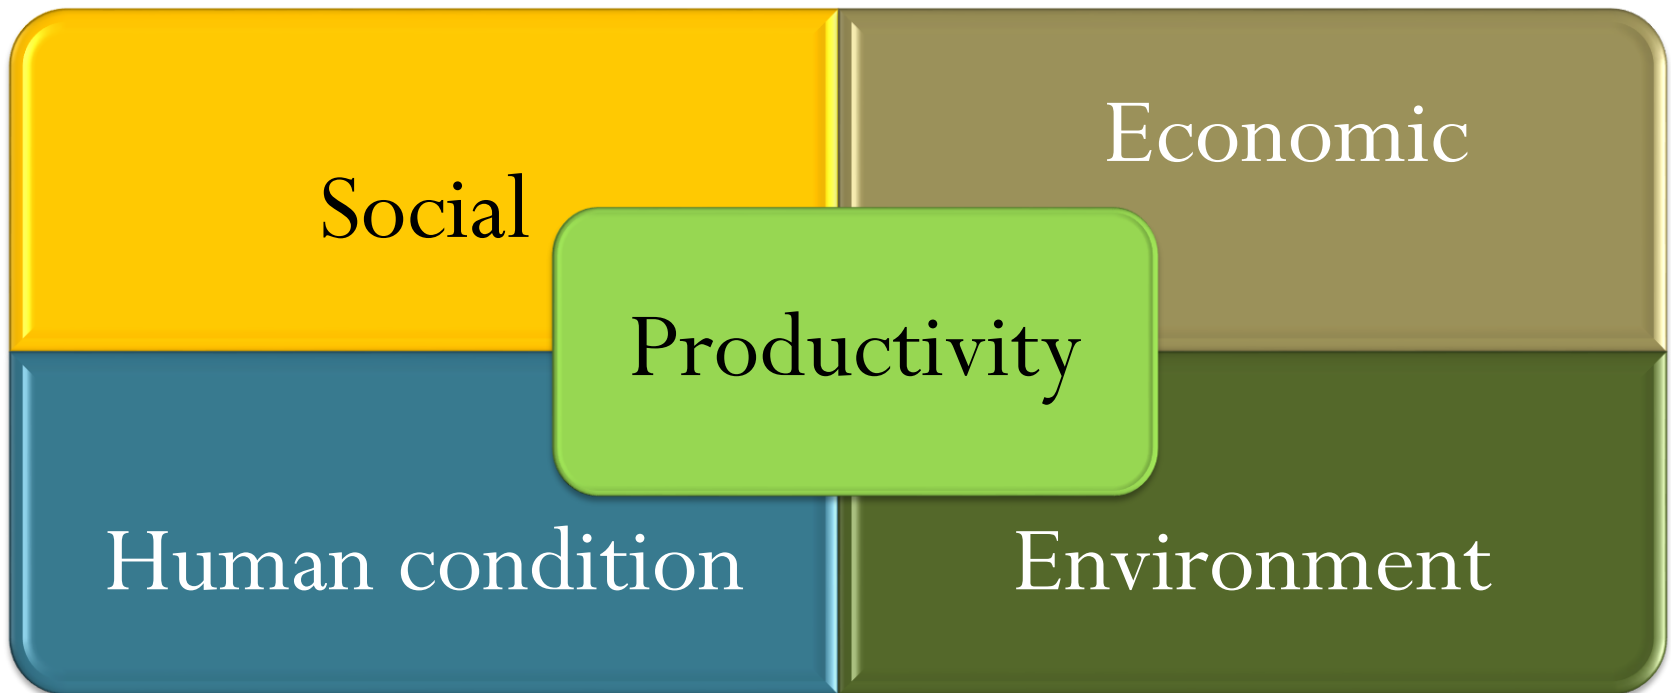 Social
Economic
Productivity
Human condition
Environment